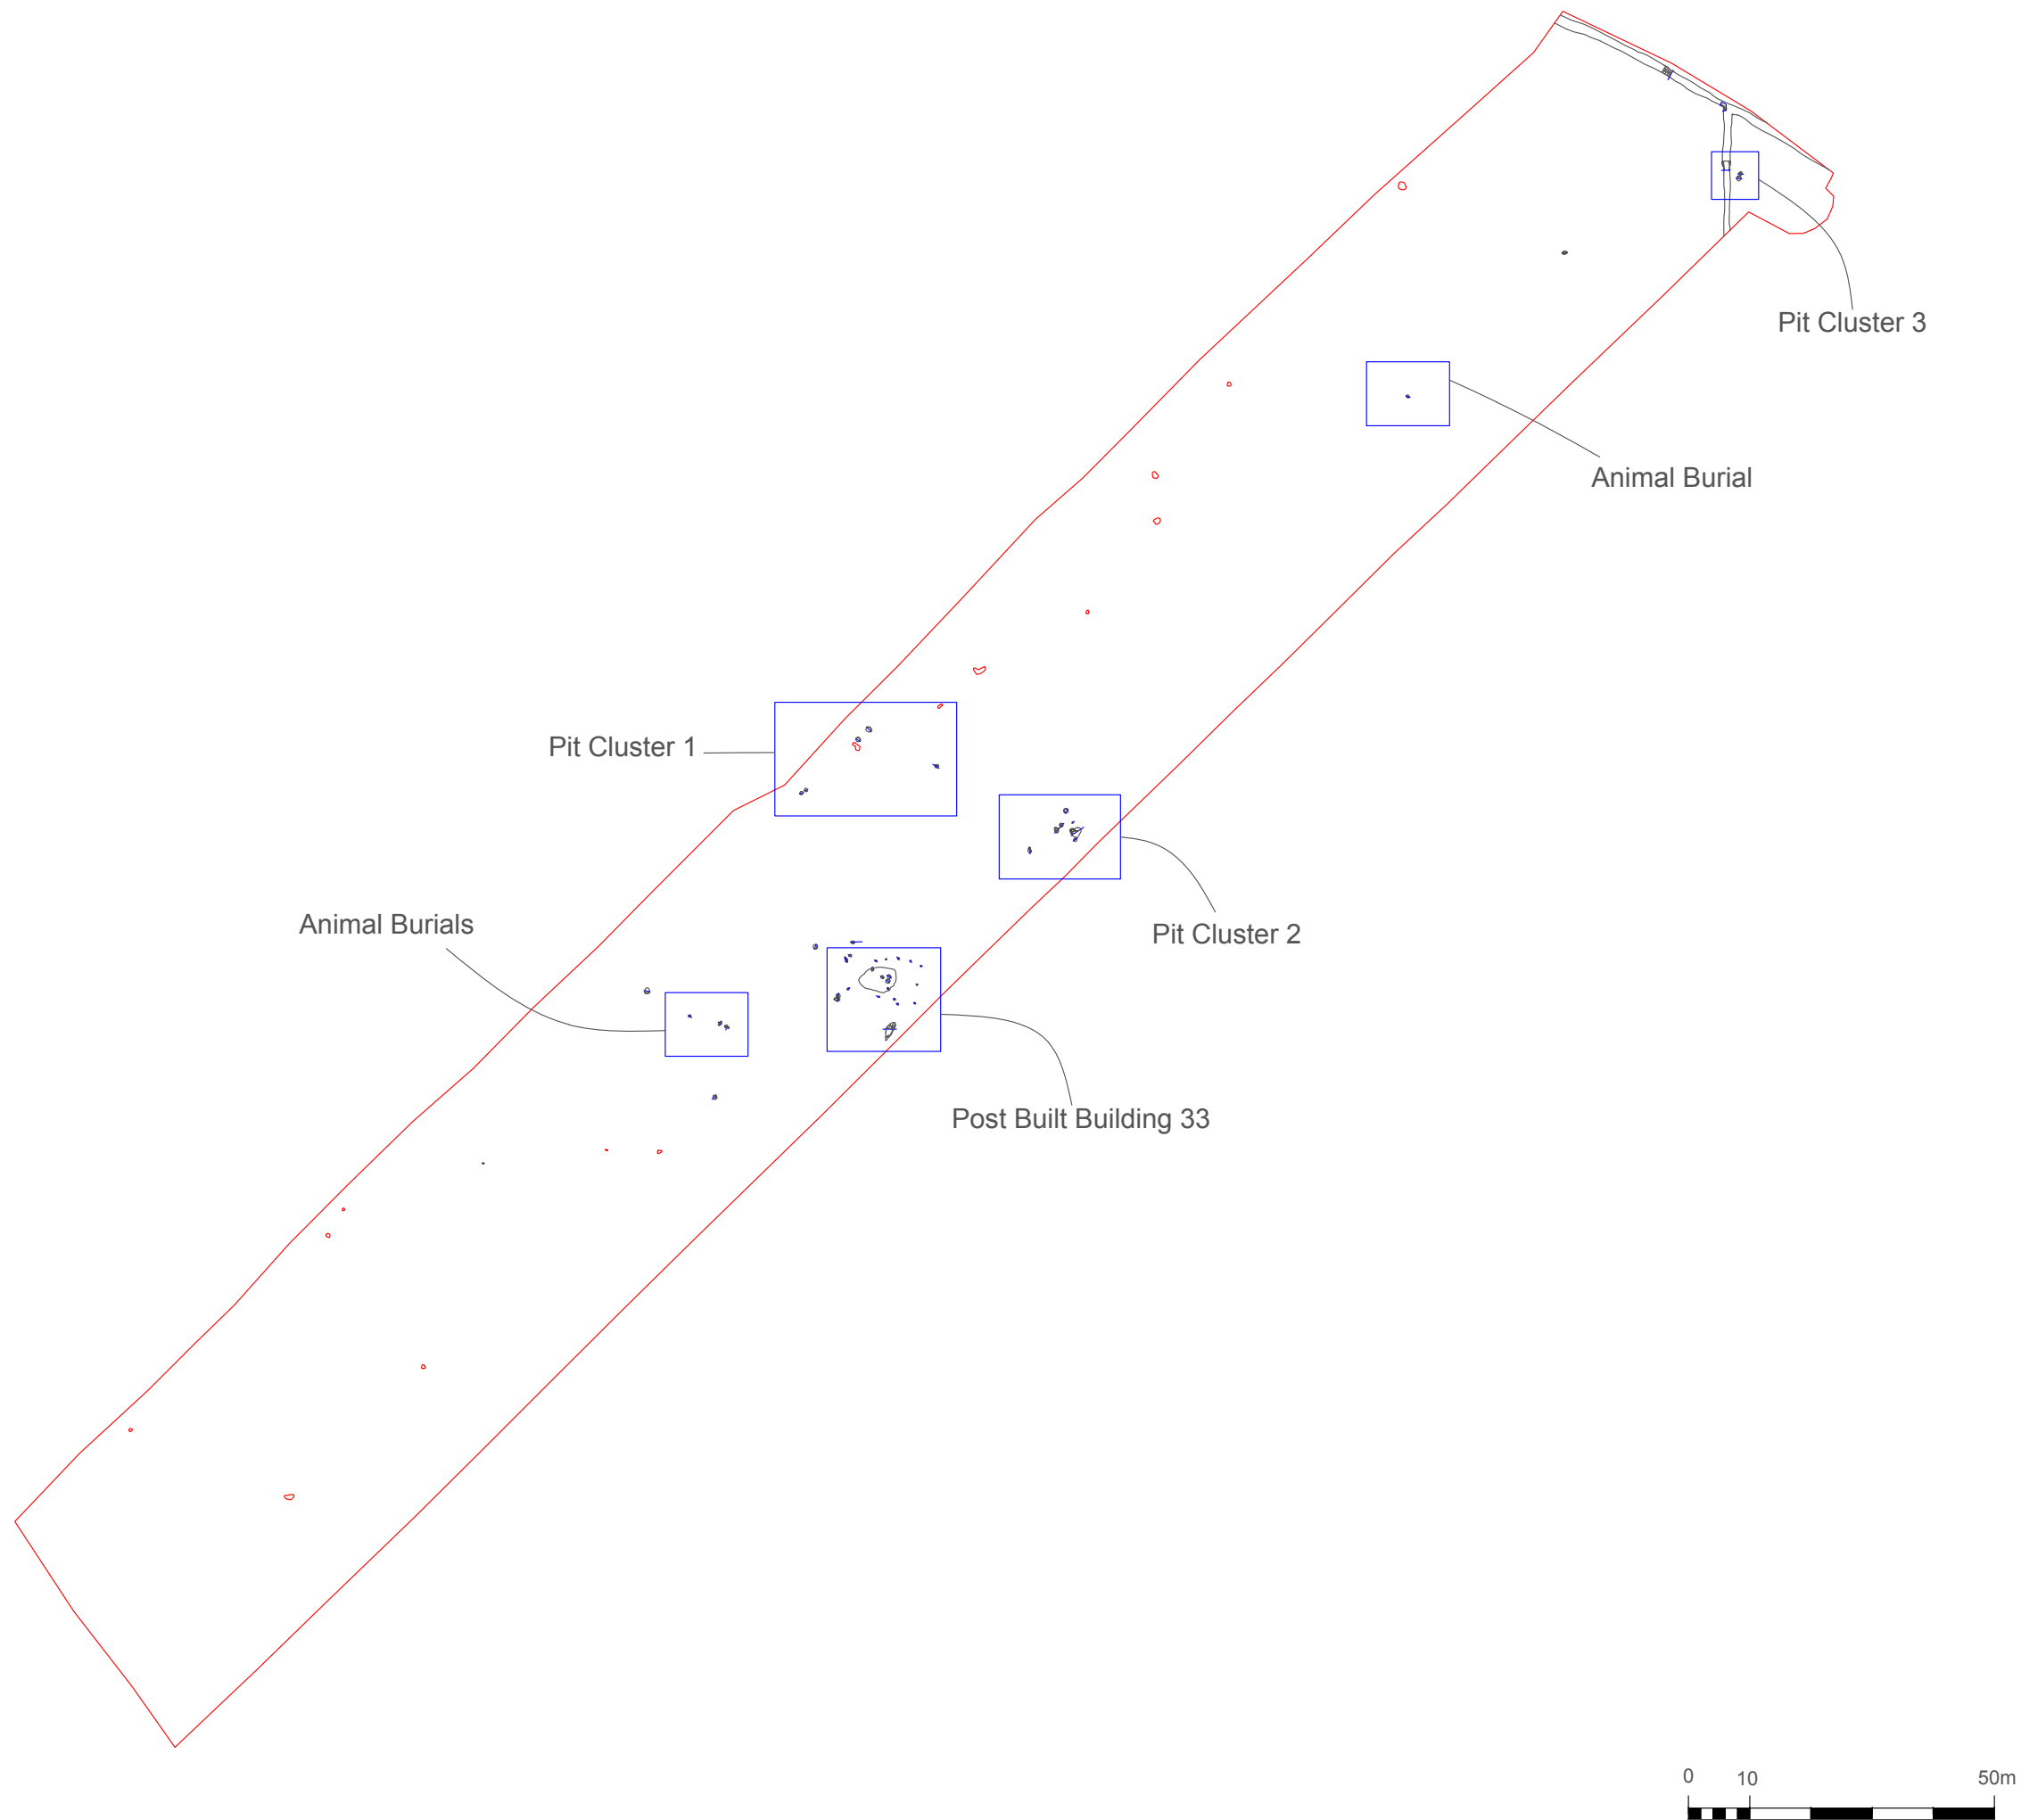 Pit Cluster 3
Animal Burial
Pit Cluster 1
Animal Burials
Pit Cluster 2
Post Built Building 33
0 10 50m